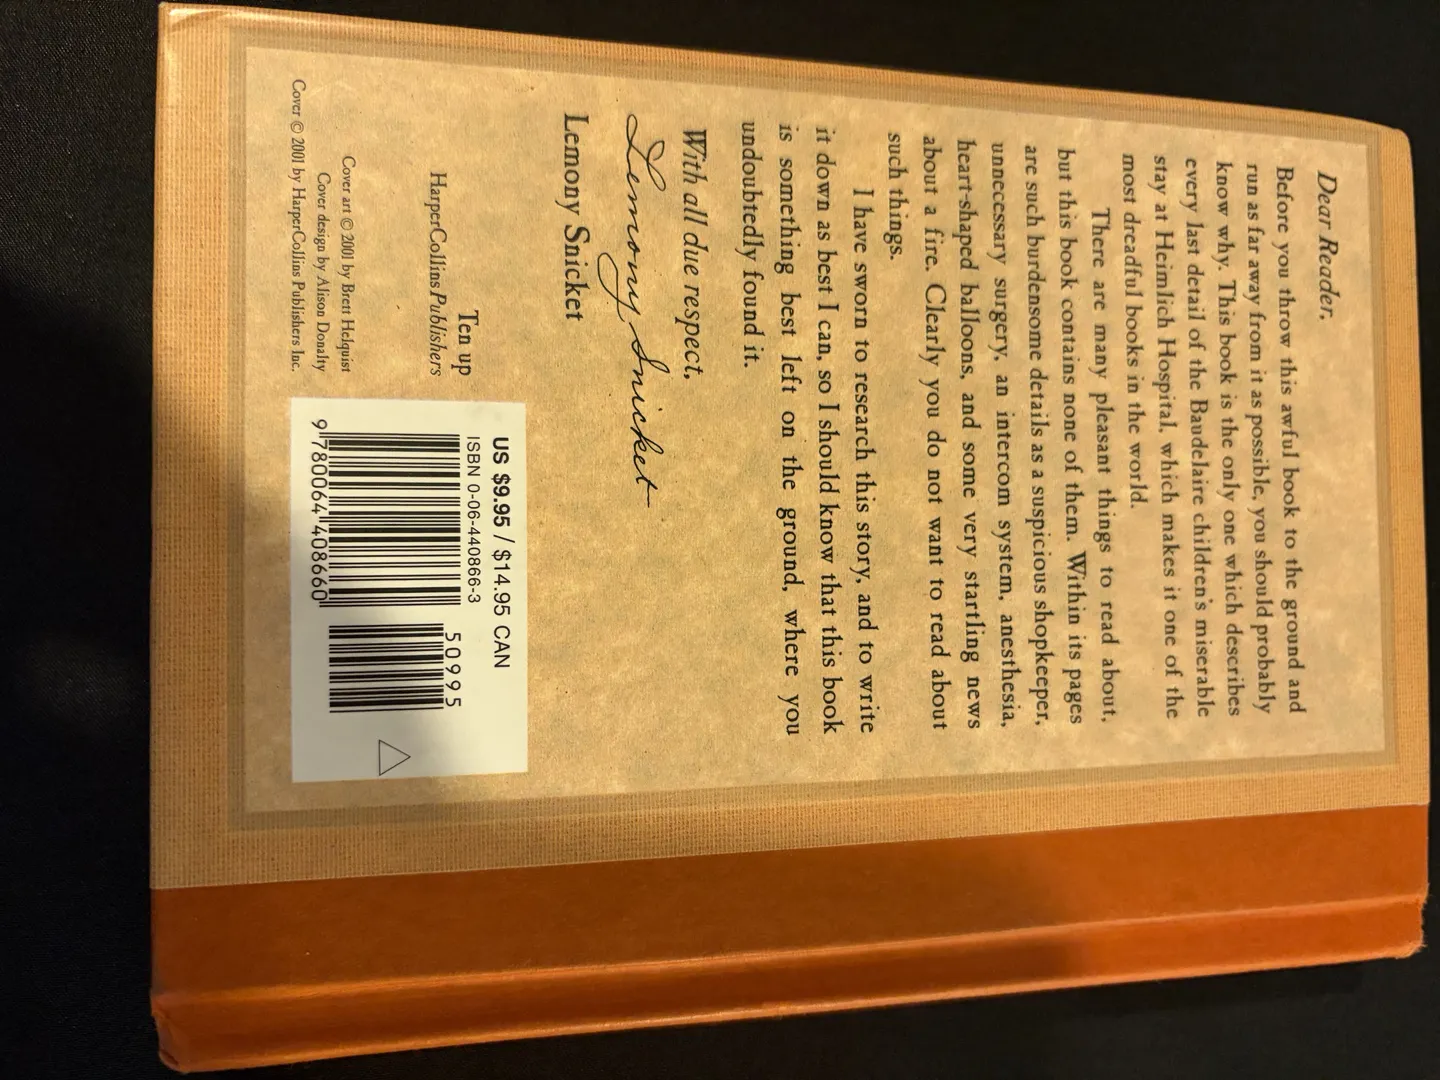 Dear Reader,
Before you throw this awful book to the ground and
run as far away from it as possible, you should probably
know why. This book is the only one which describes
every last detail of the Baudelaire children's miserable
stay at Heimlich Hospital, which makes it one of the
most dreadful books in the world.
There are many pleasant things to read about,
but this book contains none of them. Within its pages
are such burdensome details as a suspicious shopkeeper,
unnecessary surgery, an intercom system, anesthesia,
heart-shaped balloons, and some very startling news
about a fire. Clearly you do not want to read about
such things.
I have sworn to research this story, and to write
it down as best I can, so I should know that this book
is something best left on the ground, where you
undoubtedly found it.
With all due respect,
Lemony Snicket
Lemony Snicket
Ten up
HarperCollinsPublishers
Cover art © 2001 by Brett Helquist
Cover design by Alison Donalty
Cover © 2001 by HarperCollins Publishers Inc.
US $9.95 / $14.95 CAN
ISBN 0-06-440866-3
50995
9 780064 408660